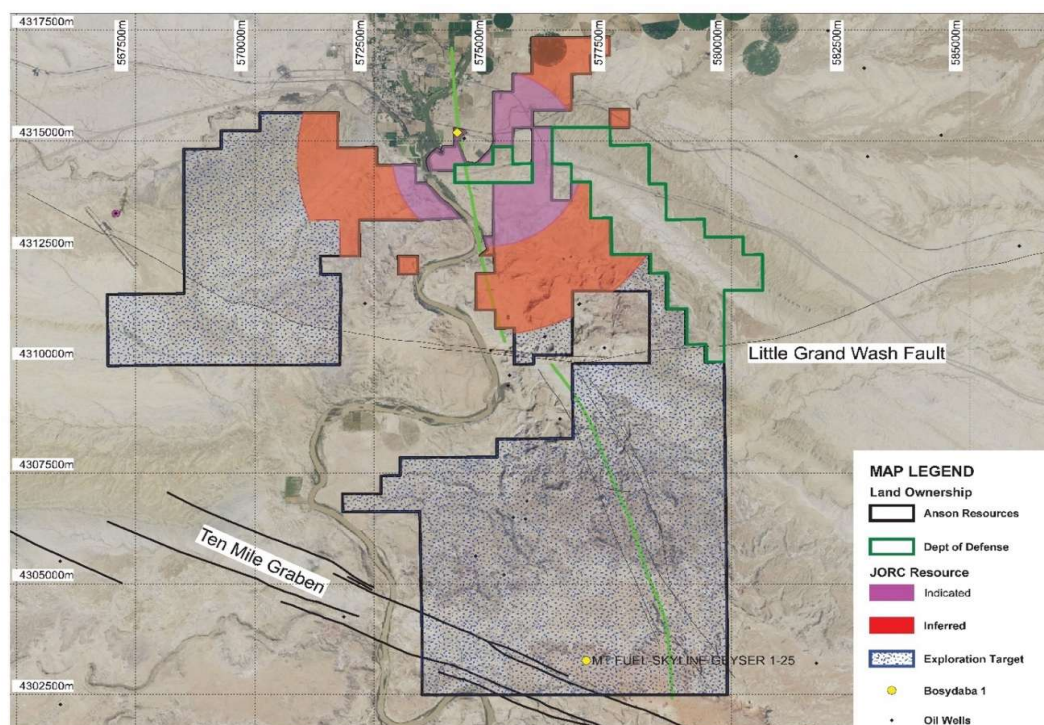 4317500m
567500m
570000m
572500m
575000m
577500m
580000m
582500m
585000m
4315000m
4312500m
4310000m
Little Grand Wash Fault
4307500m
Ten Mile Graben
4305000m
MT FUEL-SKYLINE GEYSER 1-25
4302500m
MAP LEGEND
Land Ownership
Anson Resources
Dept of Defense
JORC Resource
Indicated
Inferred
Exploration Target
Bosydaba 1
Oil Wells